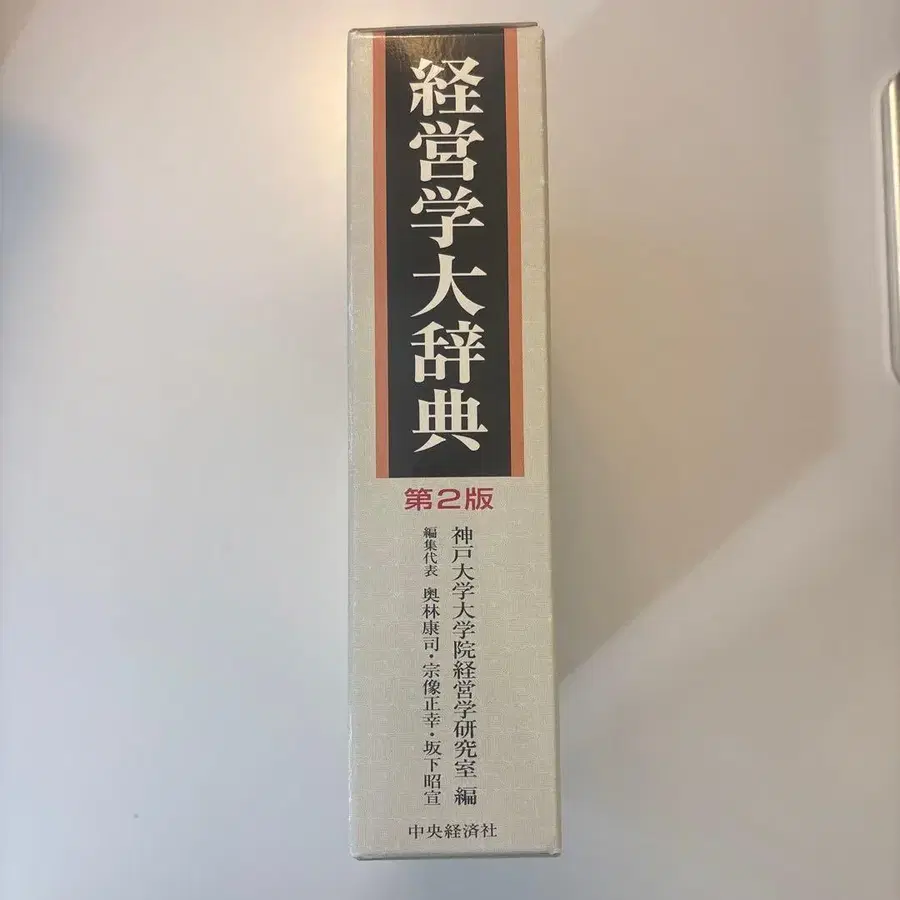 経営学大辞典
第2版
神戸大学大学院経営学研究室 編
編集代表 奥林康司・宗像正幸・坂下昭宣
中央経済社